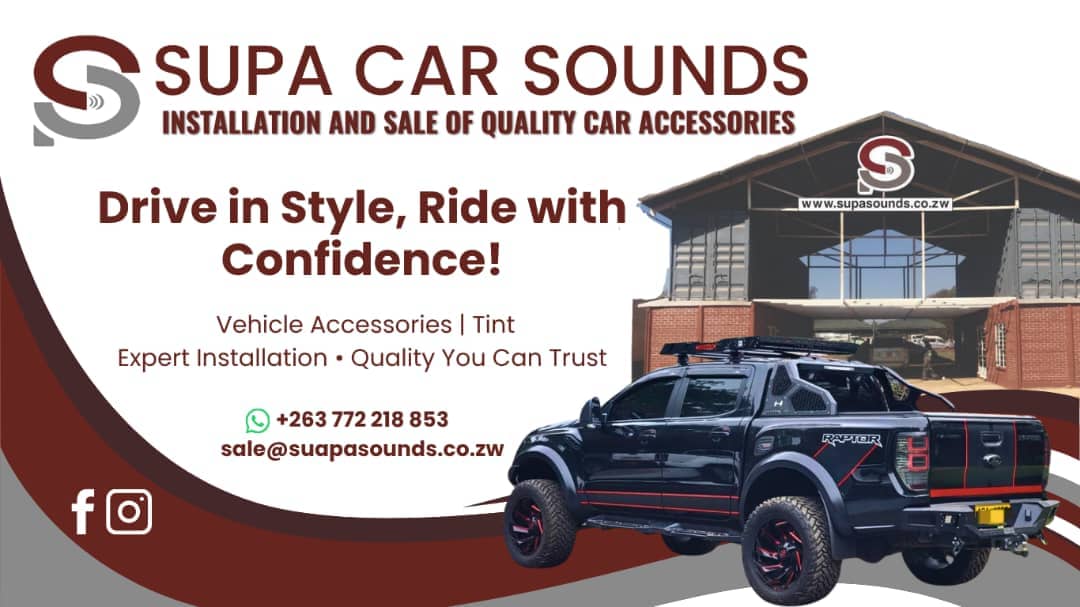 SUPA CAR SOUNDS
INSTALLATION AND SALE OF QUALITY CAR ACCESSORIES
Drive in Style, Ride with
Confidence!
Vehicle Accessories | Tint
Expert Installation • Quality You Can Trust
+263 772 218 853
sale@suapasounds.co.zw
www.supasounds.co.zw
RAPTOR